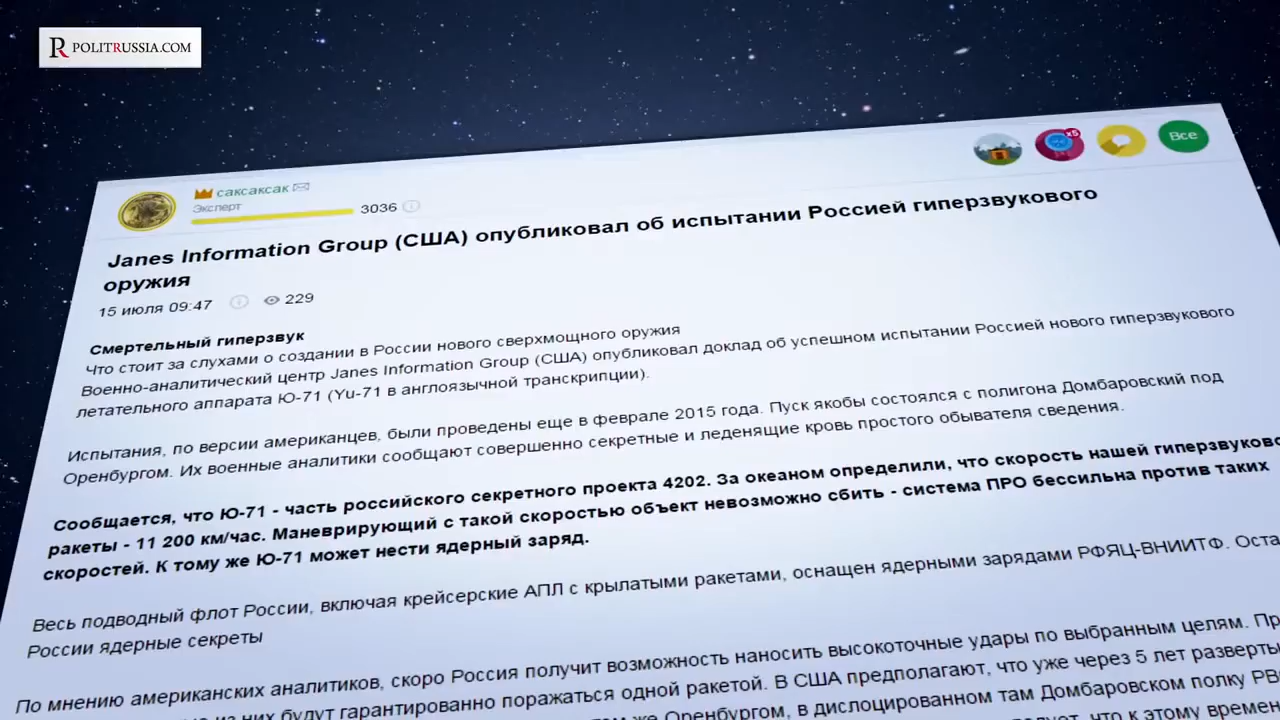 POLITRUSSIA.COM
x5
Все
саксаксак
Эксперт
3036
Janes Information Group (США) опубликовал об испытании Россией гиперзвукового
оружия
15 июля 09:47 229
Смертельный гиперзвук
Что стоит за слухами о создании в России нового сверхмощного оружия
Военно-аналитический центр Janes Information Group (США) опубликовал доклад об успешном испытании Россией нового гиперзвукового
летательного аппарата Ю-71 (Yu-71 в англоязычной транскрипции).
Испытания, по версии американцев, были проведены еще в феврале 2015 года. Пуск якобы состоялся с полигона Домбаровский под
Оренбургом. Их военные аналитики сообщают совершенно секретные и леденящие кровь простого обывателя сведения.
Сообщается, что Ю-71 - часть российского секретного проекта 4202. За океаном определили, что скорость нашей гиперзвуково
ракеты - 11 200 км/час. Маневрирующий с такой скоростью объект невозможно сбить - система ПРО бессильна против таких
скоростей. К тому же Ю-71 может нести ядерный заряд.
Весь подводный флот России, включая крейсерские АПЛ с крылатыми ракетами, оснащен ядерными зарядами РФЯЦ-ВНИИТФ. Оста
России ядерные секреты
По мнению американских аналитиков, скоро Россия получит возможность наносить высокоточные удары по выбранным целям. Пр
из них будут гарантированно поражаться одной ракетой. В США предполагают, что уже через 5 лет разверты
же Оренбургом, в дислоцированном там Домбаровском полку РВ
что к этому времен